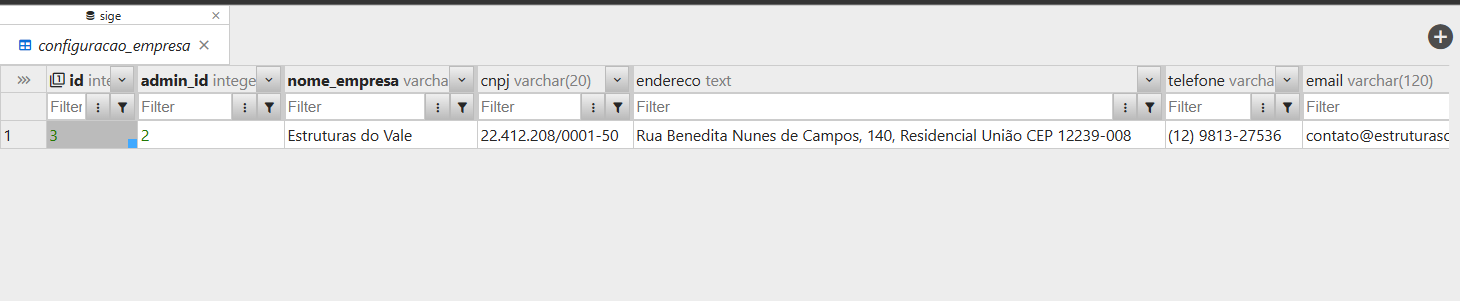 sige
configuracao_empresa
id inte admin_id intege nome_empresa varcha cnpj varchar(20) endereco text telefone varcha email varchar(120)
Filter Filter Filter Filter Filter Filter Filter
1 3 2 Estruturas do Vale 22.412.208/0001-50 Rua Benedita Nunes de Campos, 140, Residencial União CEP 12239-008 (12) 9813-27536 contato@estruturasd